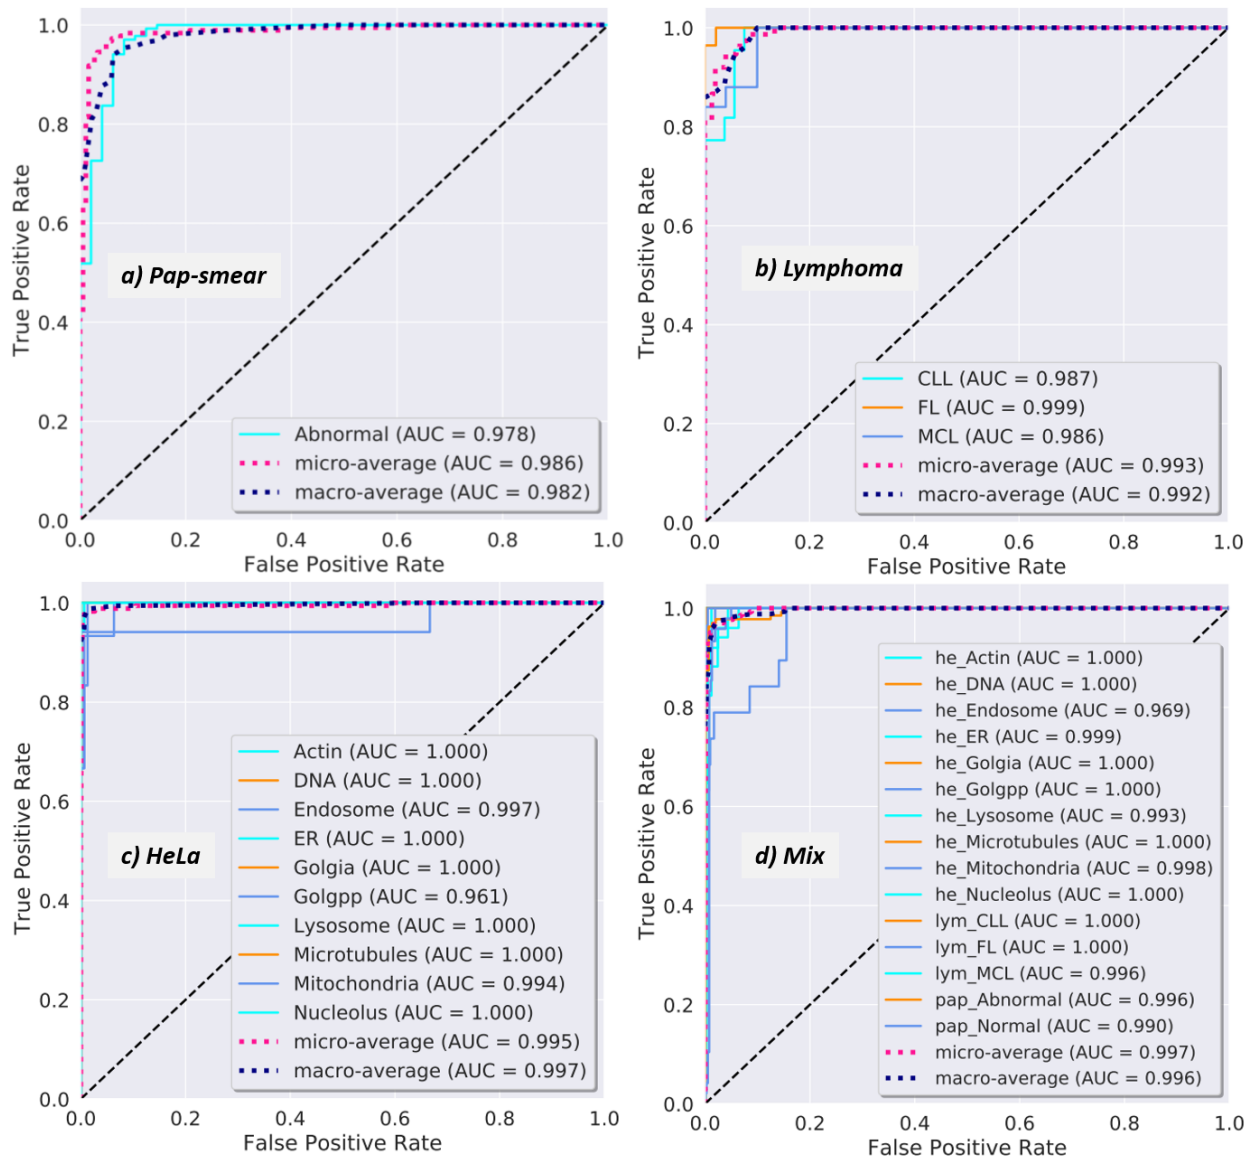 1.0
0.8
0.6
0.4
0.2
0.0
True Positive Rate
a) Pap-smear
Abnormal (AUC = 0.978)
micro-average (AUC = 0.986)
macro-average (AUC = 0.982)
0.0 0.2 0.4 0.6 0.8 1.0
False Positive Rate
1.0
0.8
0.6
0.4
0.2
0.0
True Positive Rate
b) Lymphoma
CLL (AUC = 0.987)
FL (AUC = 0.999)
MCL (AUC = 0.986)
micro-average (AUC = 0.993)
macro-average (AUC = 0.992)
0.0 0.2 0.4 0.6 0.8 1.0
False Positive Rate
1.0
0.8
0.6
0.4
0.2
0.0
True Positive Rate
c) HeLa
Actin (AUC = 1.000)
DNA (AUC = 1.000)
Endosome (AUC = 0.997)
ER (AUC = 1.000)
Golgia (AUC = 1.000)
Golgpp (AUC = 0.961)
Lysosome (AUC = 1.000)
Microtubules (AUC = 1.000)
Mitochondria (AUC = 0.994)
Nucleolus (AUC = 1.000)
micro-average (AUC = 0.995)
macro-average (AUC = 0.997)
0.0 0.2 0.4 0.6 0.8 1.0
False Positive Rate
1.0
0.8
0.6
0.4
0.2
0.0
True Positive Rate
d) Mix
he_Actin (AUC = 1.000)
he_DNA (AUC = 1.000)
he_Endosome (AUC = 0.969)
he_ER (AUC = 0.999)
he_Golgia (AUC = 1.000)
he_Golgpp (AUC = 1.000)
he_Lysosome (AUC = 0.993)
he_Microtubules (AUC = 1.000)
he_Mitochondria (AUC = 0.998)
he_Nucleolus (AUC = 1.000)
lym_CLL (AUC = 1.000)
lym_FL (AUC = 1.000)
lym_MCL (AUC = 0.996)
pap_Abnormal (AUC = 0.996)
pap_Normal (AUC = 0.990)
micro-average (AUC = 0.997)
macro-average (AUC = 0.996)
0.0 0.2 0.4 0.6 0.8 1.0
False Positive Rate